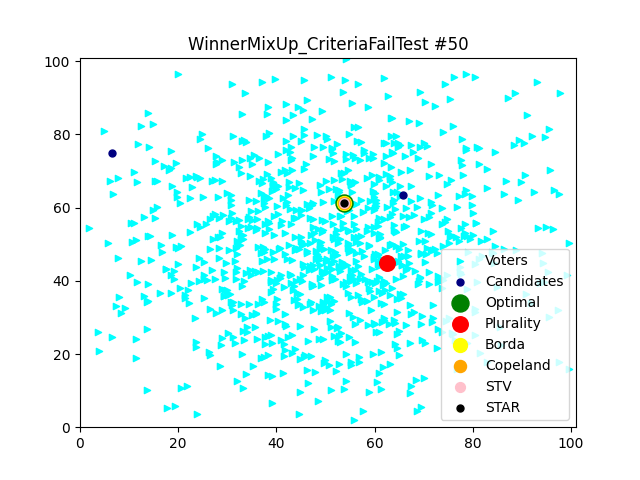 WinnerMixUp_CriteriaFailTest #50
100
80
60
40
20
0
0
20
40
60
80
100
Voters
Candidates
Optimal
Plurality
Borda
Copeland
STV
STAR